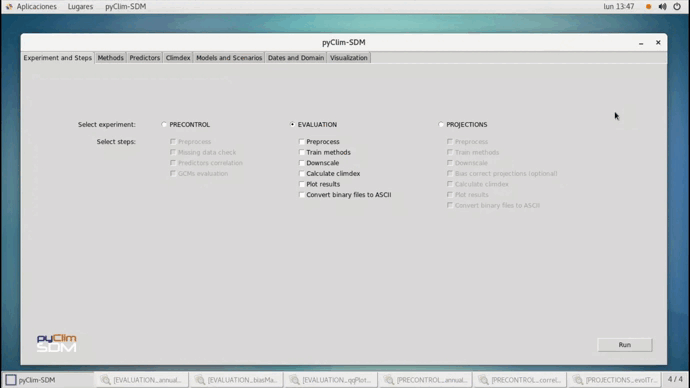 Aplicaciones Lugares pyClim-SDM lun 13:47
pyClim-SDM
Experiment and Steps Methods Predictors Climdex Models and Scenarios Dates and Domain Visualization
Select experiment: PRECONTROL EVALUATION PROJECTIONS
Select steps: Preprocess Preprocess Preprocess
Missing data check Train methods Train methods
Predictors correlation Downscale Downscale
GCMs evaluation Calculate climdex Bias correct projections (optional)
Plot results Calculate climdex
Convert binary files to ASCII Plot results
Convert binary files to ASCII
pyClim
SDM
Run
pyClim-SDM [EVALUATION_annual... [EVALUATION_biasMa... [EVALUATION_qqPlot... [PRECONTROL_annual... [PRECONTROL_correl... [PROJECTIONS_evolTr... 4 / 4